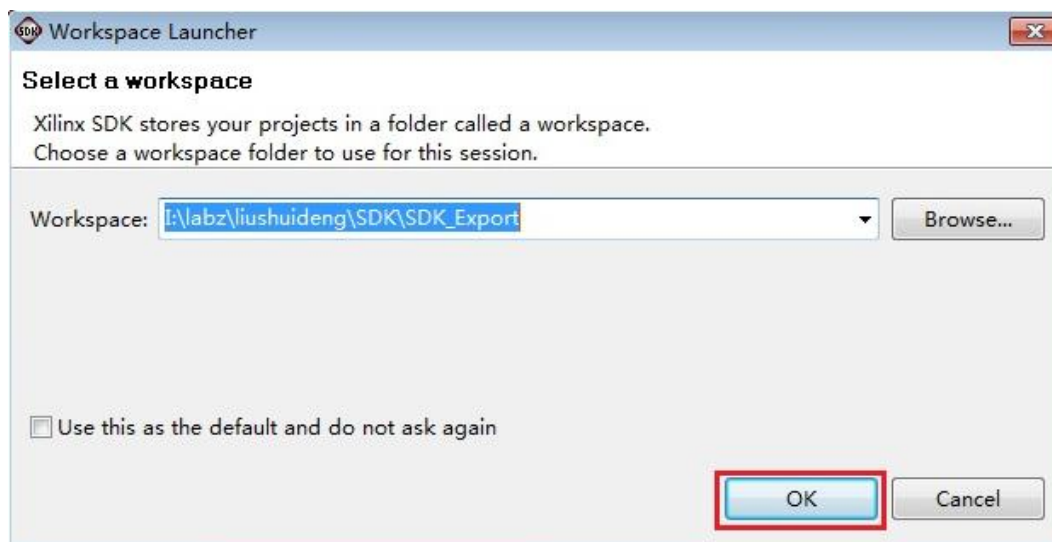 SDK Workspace Launcher
Select a workspace
Xilinx SDK stores your projects in a folder called a workspace.
Choose a workspace folder to use for this session.
Workspace: I:\labz\liushuideng\SDK\SDK_Export Browse...
Use this as the default and do not ask again
OK Cancel